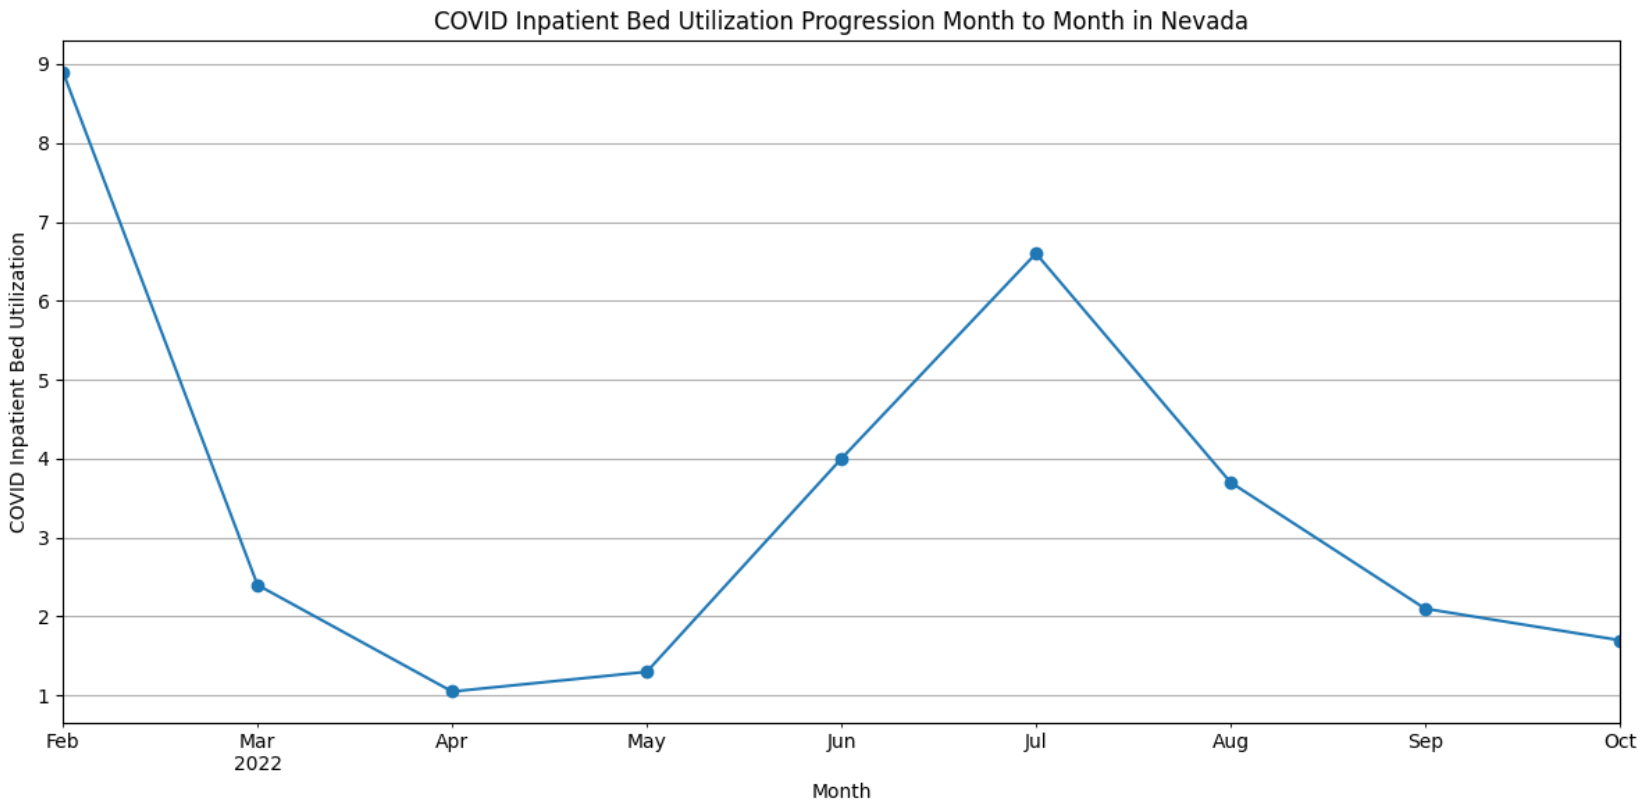 COVID Inpatient Bed Utilization Progression Month to Month in Nevada
COVID Inpatient Bed Utilization
9
8
7
6
5
4
3
2
1
Feb Mar Apr May Jun Jul Aug Sep Oct
2022
Month